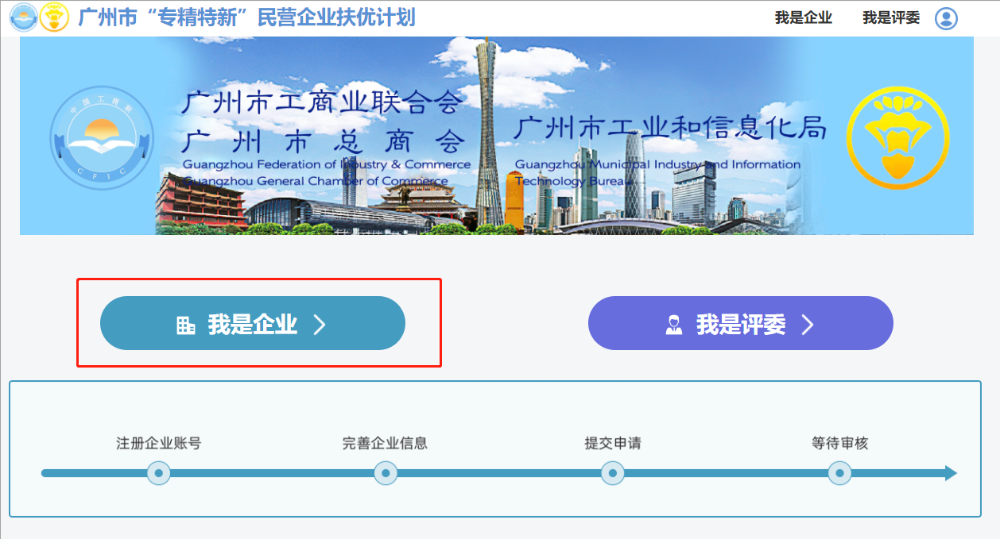 广州市“专精特新”民营企业扶优计划
我是企业 我是评委
中国工商联
CFIC
广州市工商业联合会
广州市总商会
Guangzhou Federation of Industry & Commerce
Guangzhou General Chamber of Commerce
广州市工业和信息化局
Guangzhou Municipal Industry and Information
Technology Bureau
我是企业
我是评委
注册企业账号 完善企业信息 提交申请 等待审核